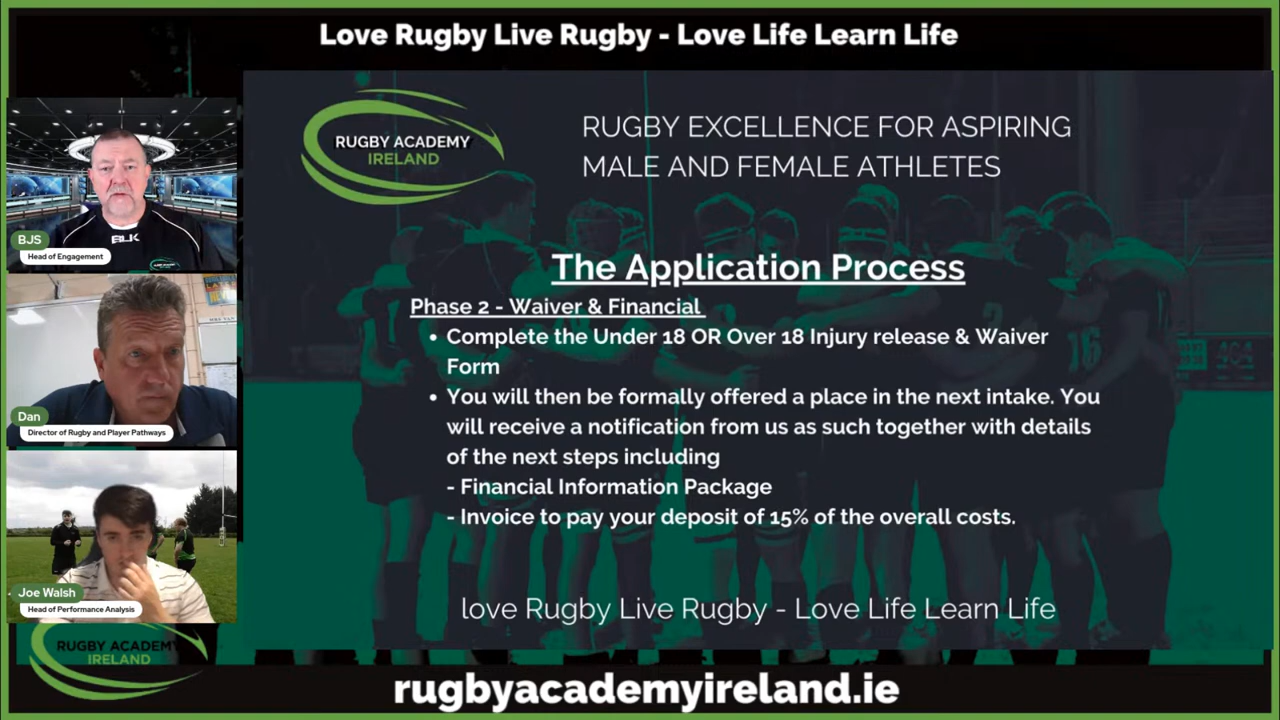 Love Rugby Live Rugby - Love Life Learn Life
RUGBY ACADEMY
IRELAND
RUGBY EXCELLENCE FOR ASPIRING
MALE AND FEMALE ATHLETES
BLK
BJS
Head of Engagement
The Application Process
Phase 2 - Waiver & Financial
• Complete the Under 18 OR Over 18 Injury release & Waiver
Form
• You will then be formally offered a place in the next intake. You
will receive a notification from us as such together with details
of the next steps including
- Financial Information Package
- Invoice to pay your deposit of 15% of the overall costs.
Dan
Director of Rugby and Player Pathways
Joe Walsh
Head of Performance Analysis
love Rugby Live Rugby - Love Life Learn Life
RUGBY ACADEMY
IRELAND
rugbyacademyireland.ie